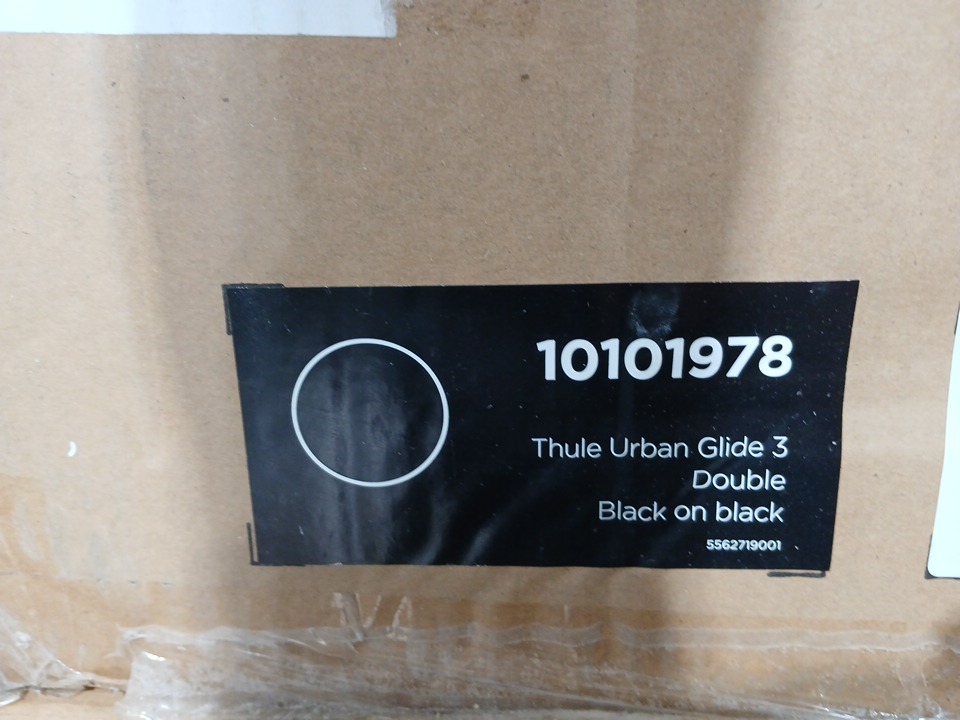 10101978
Thule Urban Glide 3
Double
Black on black
5562719001